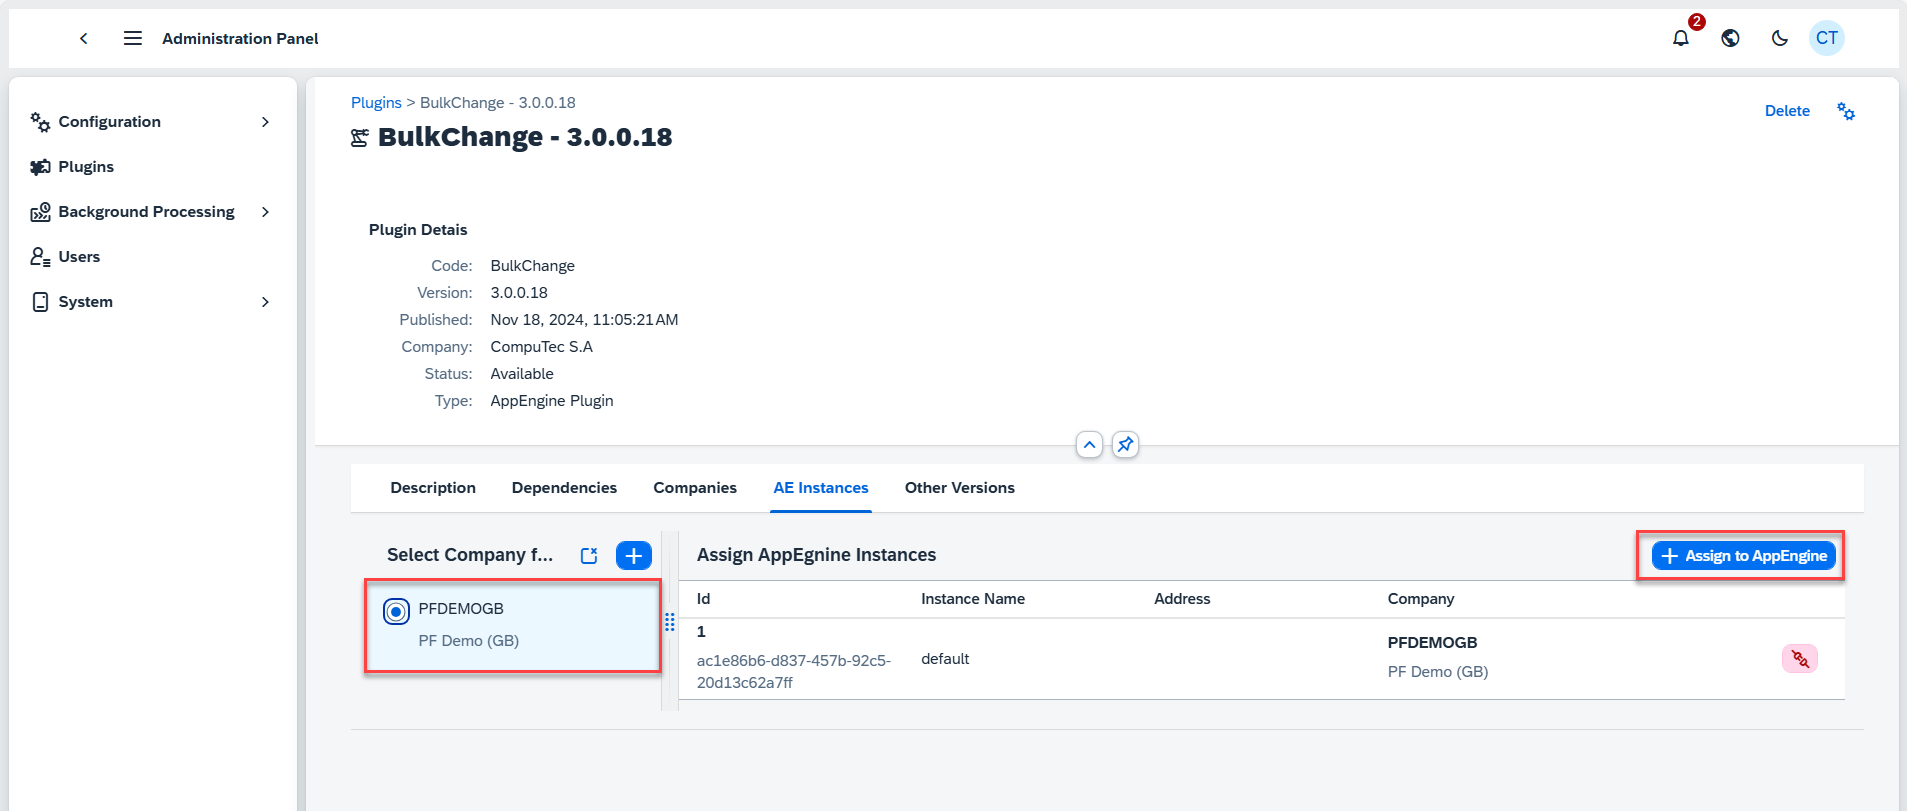 Administration Panel
2
CT
Configuration
Plugins
Background Processing
Users
System
Plugins > BulkChange - 3.0.0.18
Delete
BulkChange - 3.0.0.18
Plugin Detais
Code: BulkChange
Version: 3.0.0.18
Published: Nov 18, 2024, 11:05:21 AM
Company: CompuTec S.A
Status: Available
Type: AppEngine Plugin
Description Dependencies Companies AE Instances Other Versions
Select Company f...
PFDEMOGB
PF Demo (GB)
Assign AppEgnine Instances
Assign to AppEngine
Id Instance Name Address Company
1
ac1e86b6-d837-457b-92c5-
20d13c62a7ff
default
PFDEMOGB
PF Demo (GB)